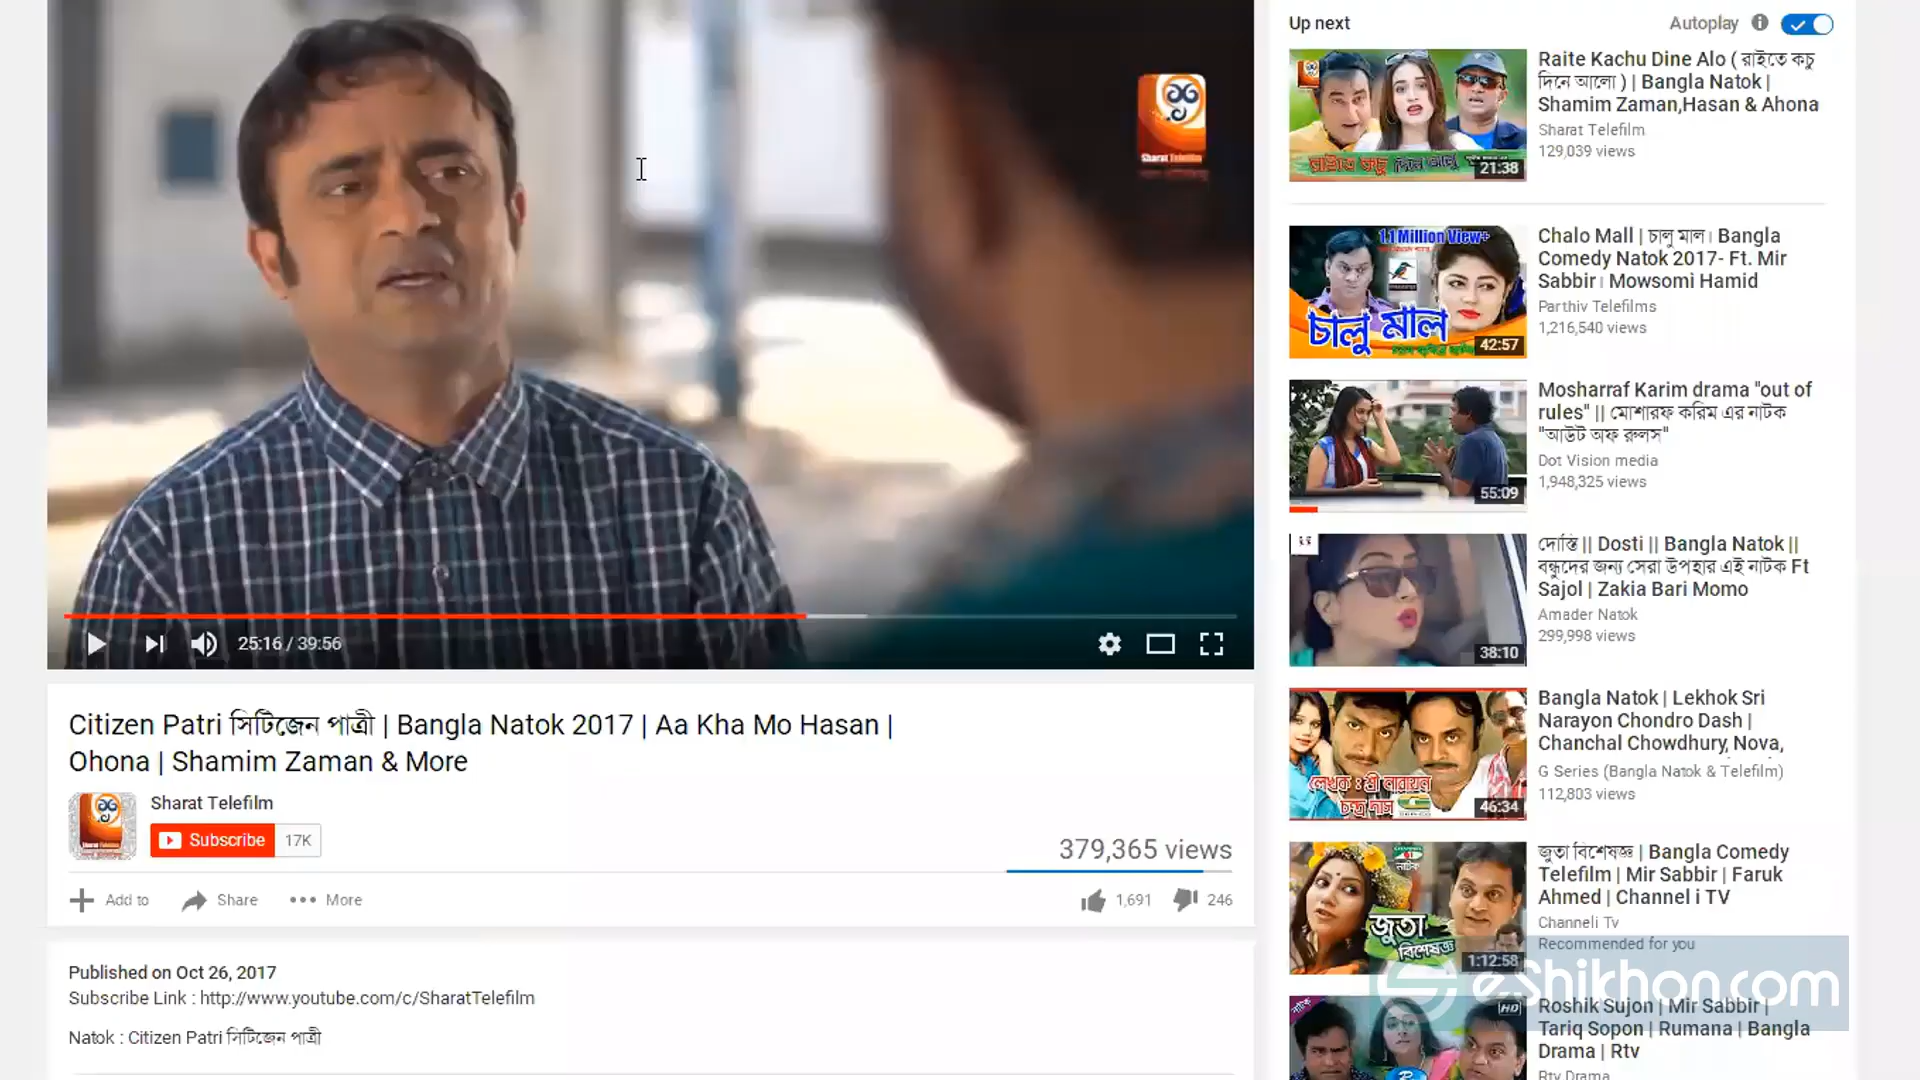 Sharat Telefilm
25:16 / 39:56
Citizen Patri সিটিজেন পাত্রী | Bangla Natok 2017 | Aa Kha Mo Hasan |
Ohona | Shamim Zaman & More
Sharat Telefilm
Subscribe 17K
379,365 views
Add to Share More 1,691 246
Published on Oct 26, 2017
Subscribe Link : http://www.youtube.com/c/SharatTelefilm
Natok : Citizen Patri সিটিজেন পাত্রী
Up next
Autoplay
21:38
Raite Kachu Dine Alo ( রাইতে কচু
দিনে আলো ) | Bangla Natok |
Shamim Zaman,Hasan & Ahona
Sharat Telefilm
129,039 views
11 Million View+
চালু মাল
42:57
Chalo Mall | চালু মাল। Bangla
Comedy Natok 2017- Ft. Mir
Sabbir। Mowsomi Hamid
Parthiv Telefilms
1,216,540 views
55:09
Mosharraf Karim drama "out of
rules" || মোশারফ করিম এর নাটক
"আউট অফ রুলস"
Dot Vision media
1,948,325 views
38:10
দোস্তি || Dosti || Bangla Natok ||
বন্ধুদের জন্য সেরা উপহার এই নাটক Ft
Sajol | Zakia Bari Momo
Amader Natok
299,998 views
লেখক : শ্রী নারায়ন
চন্দ্র দাস
46:34
Bangla Natok | Lekhok Sri
Narayon Chondro Dash |
Chanchal Chowdhury, Nova,
G Series (Bangla Natok & Telefilm)
112,803 views
জুতা
বিশেষজ্ঞ
1:12:58
জুতা বিশেষজ্ঞ | Bangla Comedy
Telefilm | Mir Sabbir | Faruk
Ahmed | Channel i TV
Channeli Tv
Recommended for you
eShikhon.com
HD
Roshik Sujon | Mir Sabbir |
Tariq Sopon | Rumana | Bangla
Drama | Rtv
Rtv Drama